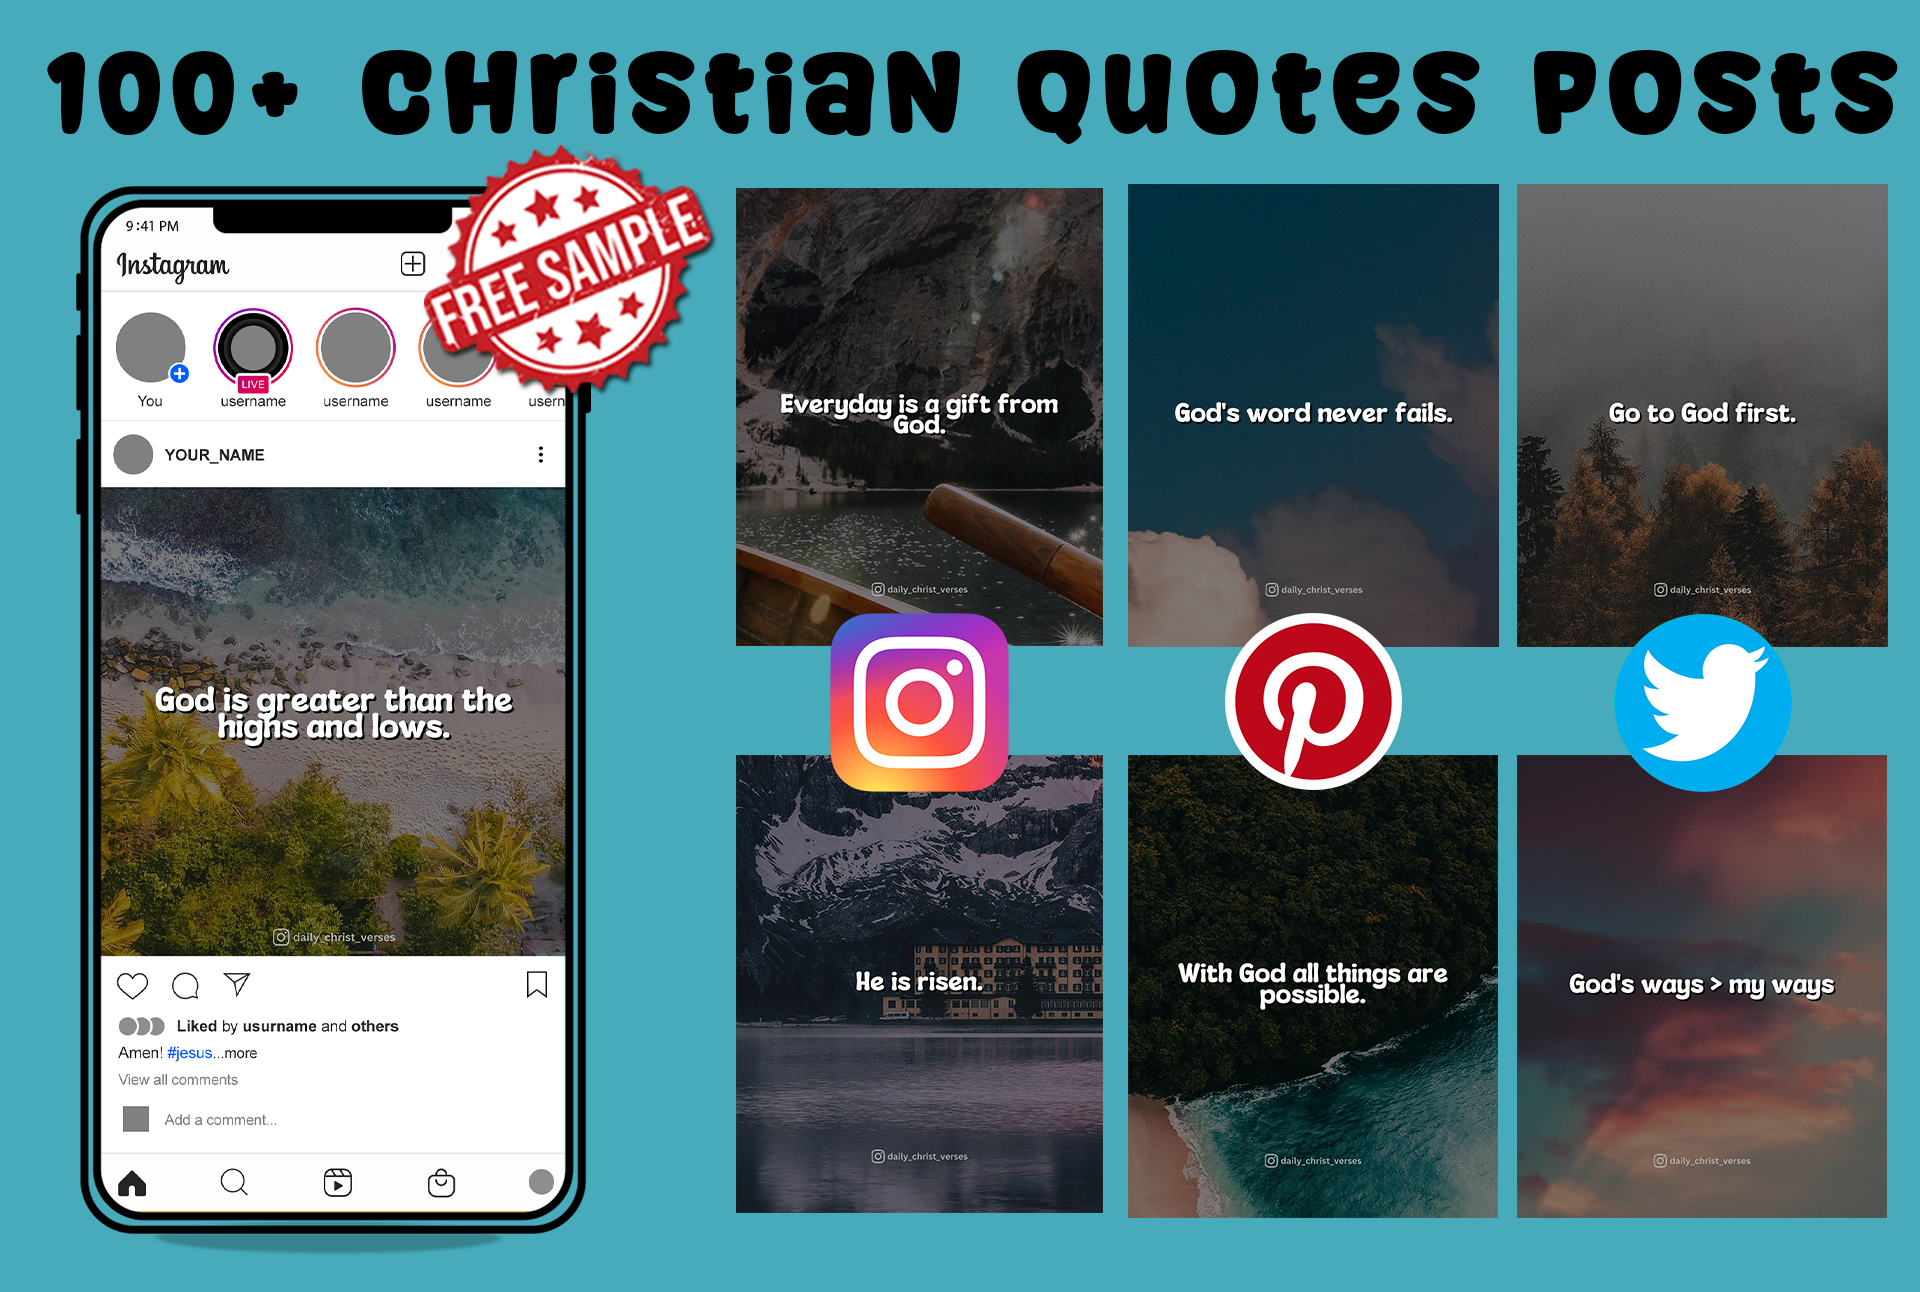 100+ Christian Quotes Posts
9:41 PM
Instagram
FREE SAMPLE
LIVE
You
username
username
username
usern
YOUR_NAME
God is greater than the
highs and lows.
daily_christ_verses
Liked by usurname and others
Amen! #jesus...more
View all comments
Add a comment...
Everyday is a gift from
God.
daily_christ_verses
God's word never fails.
daily_christ_verses
Go to God first.
daily_christ_verses
He is risen.
daily_christ_verses
With God all things are
possible.
daily_christ_verses
God's ways > my ways
daily_christ_verses